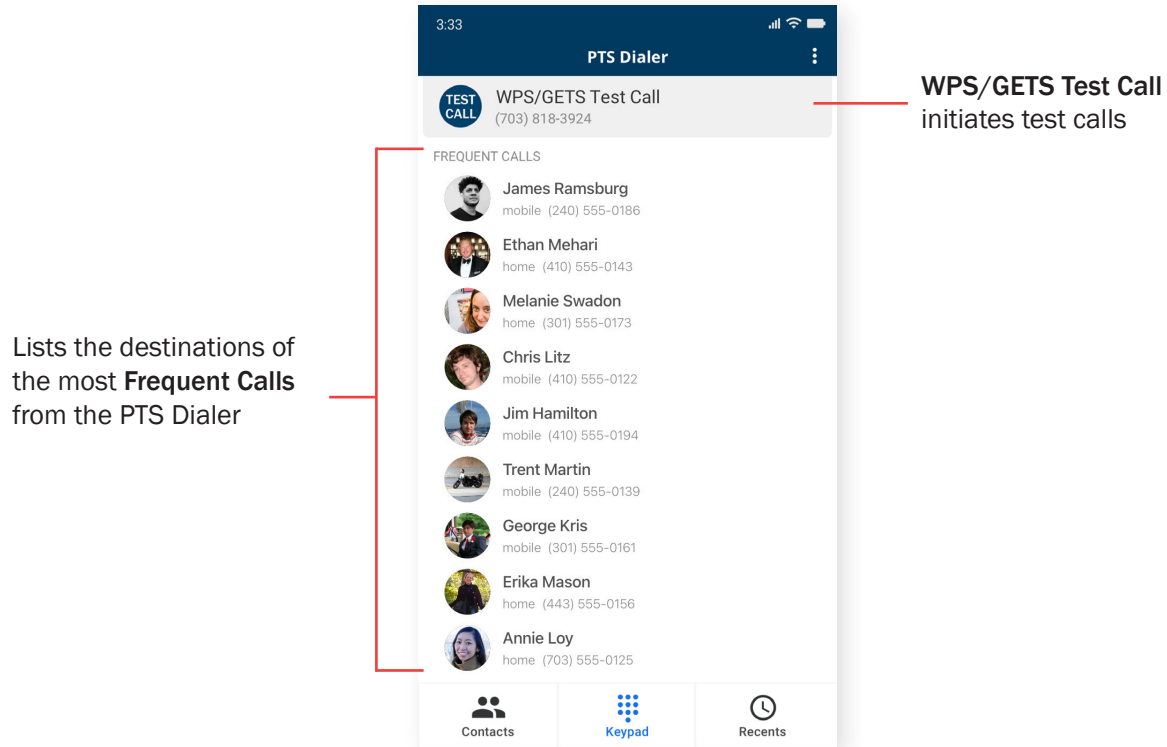 3:33
PTS Dialer
TEST
CALL
WPS/GETS Test Call
(703) 818-3924
WPS/GETS Test Call
initiates test calls
FREQUENT CALLS
James Ramsburg
mobile (240) 555-0186
Ethan Mehari
home (410) 555-0143
Melanie Swadon
home (301) 555-0173
Chris Litz
mobile (410) 555-0122
Jim Hamilton
mobile (410) 555-0194
Trent Martin
mobile (240) 555-0139
George Kris
mobile (301) 555-0161
Erika Mason
home (443) 555-0156
Annie Loy
home (703) 555-0125
Lists the destinations of
the most Frequent Calls
from the PTS Dialer
Contacts
Keypad
Recents